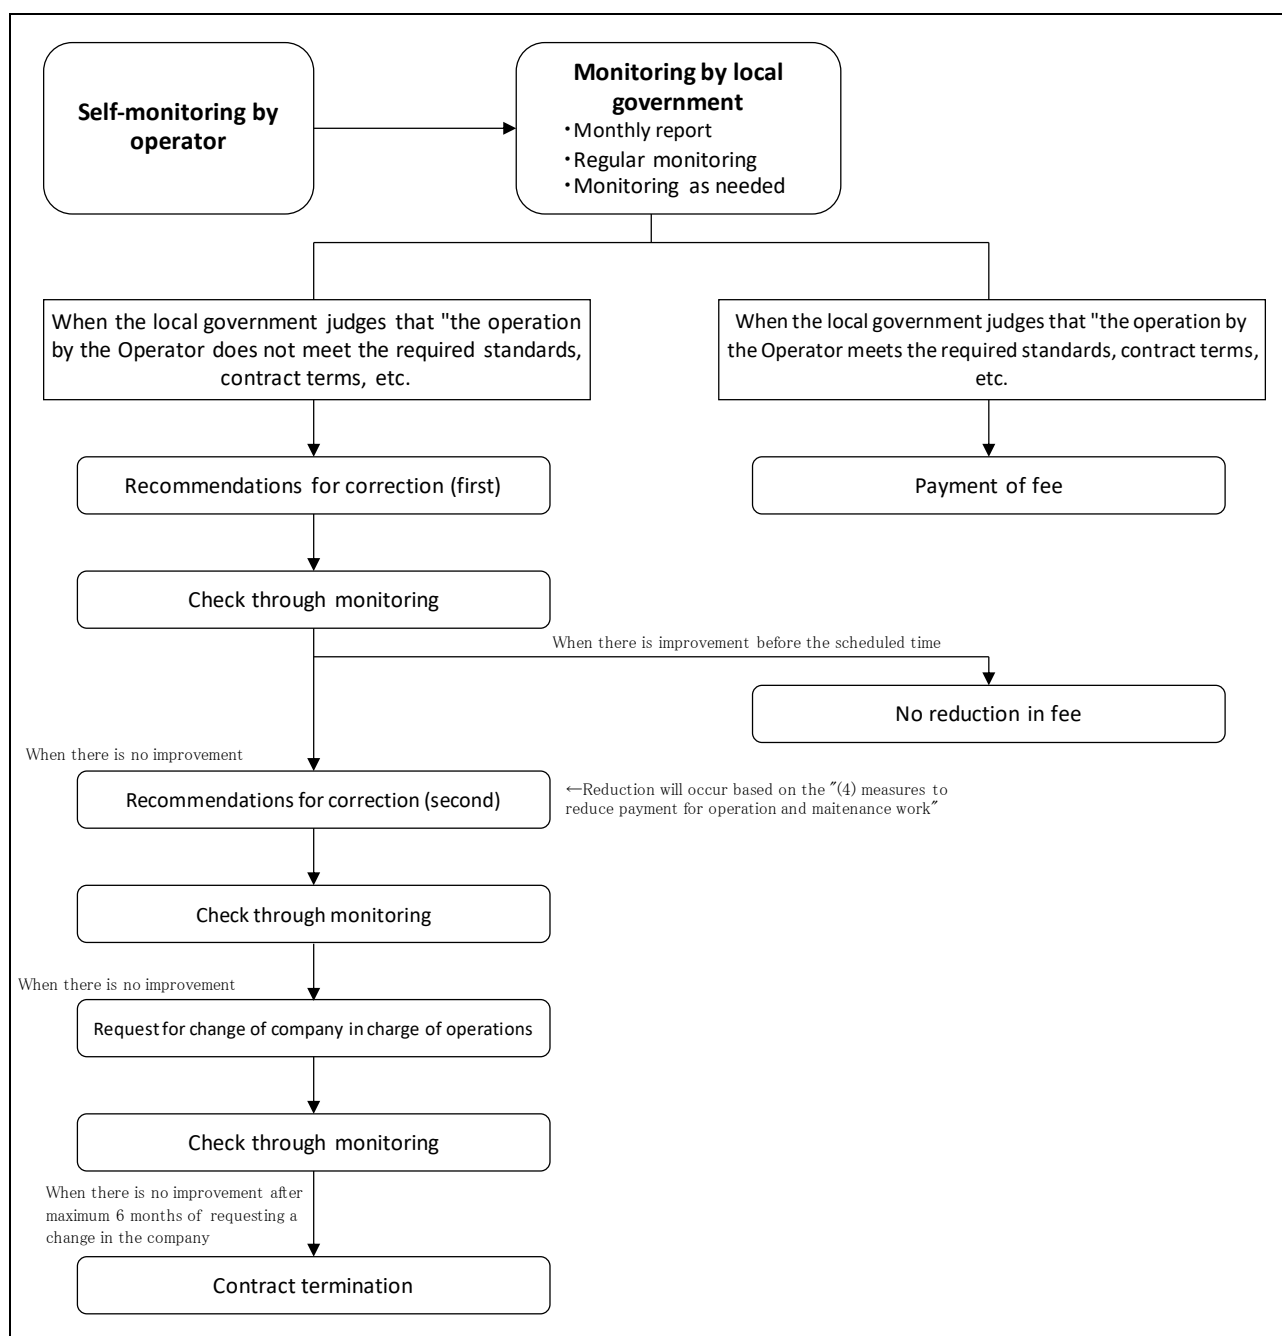 Self-monitoring by
operator
Monitoring by local
government
・Monthly report
・Regular monitoring
・Monitoring as needed
When the local government judges that "the operation
by the Operator does not meet the required standards,
contract terms, etc.
When the local government judges that "the operation by
the Operator meets the required standards, contract terms,
etc.
Recommendations for correction (first)
Payment of fee
Check through monitoring
When there is improvement before the scheduled time
No reduction in fee
When there is no improvement
Recommendations for correction (second)
←Reduction will occur based on the "(4) measures to
reduce payment for operation and maitenance work"
Check through monitoring
When there is no improvement
Request for change of company in charge of operations
Check through monitoring
When there is no improvement after
maximum 6 months of requesting a
change in the company
Contract termination